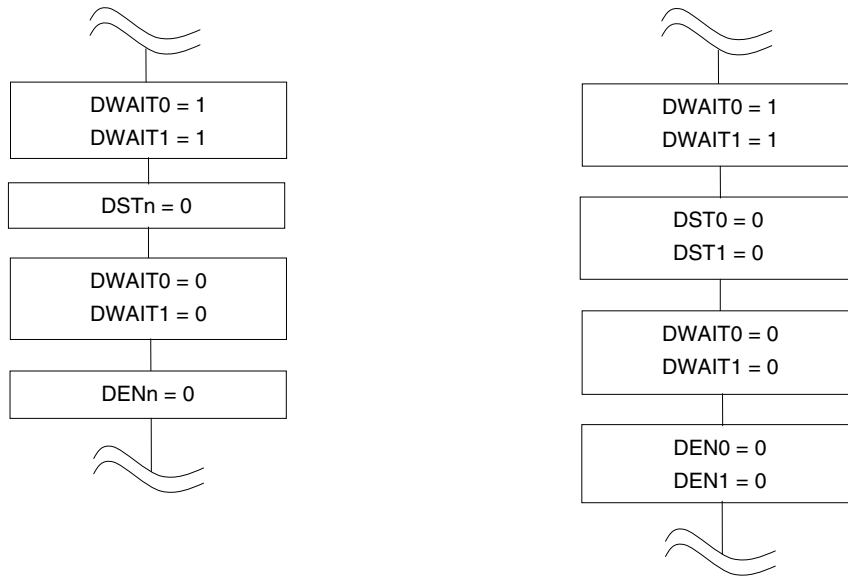 DWAIT0 = 1
DWAIT1 = 1
DSTn = 0
DWAIT0 = 0
DWAIT1 = 0
DENn = 0
DWAIT0 = 1
DWAIT1 = 1
DST0 = 0
DST1 = 0
DWAIT0 = 0
DWAIT1 = 0
DEN0 = 0
DEN1 = 0